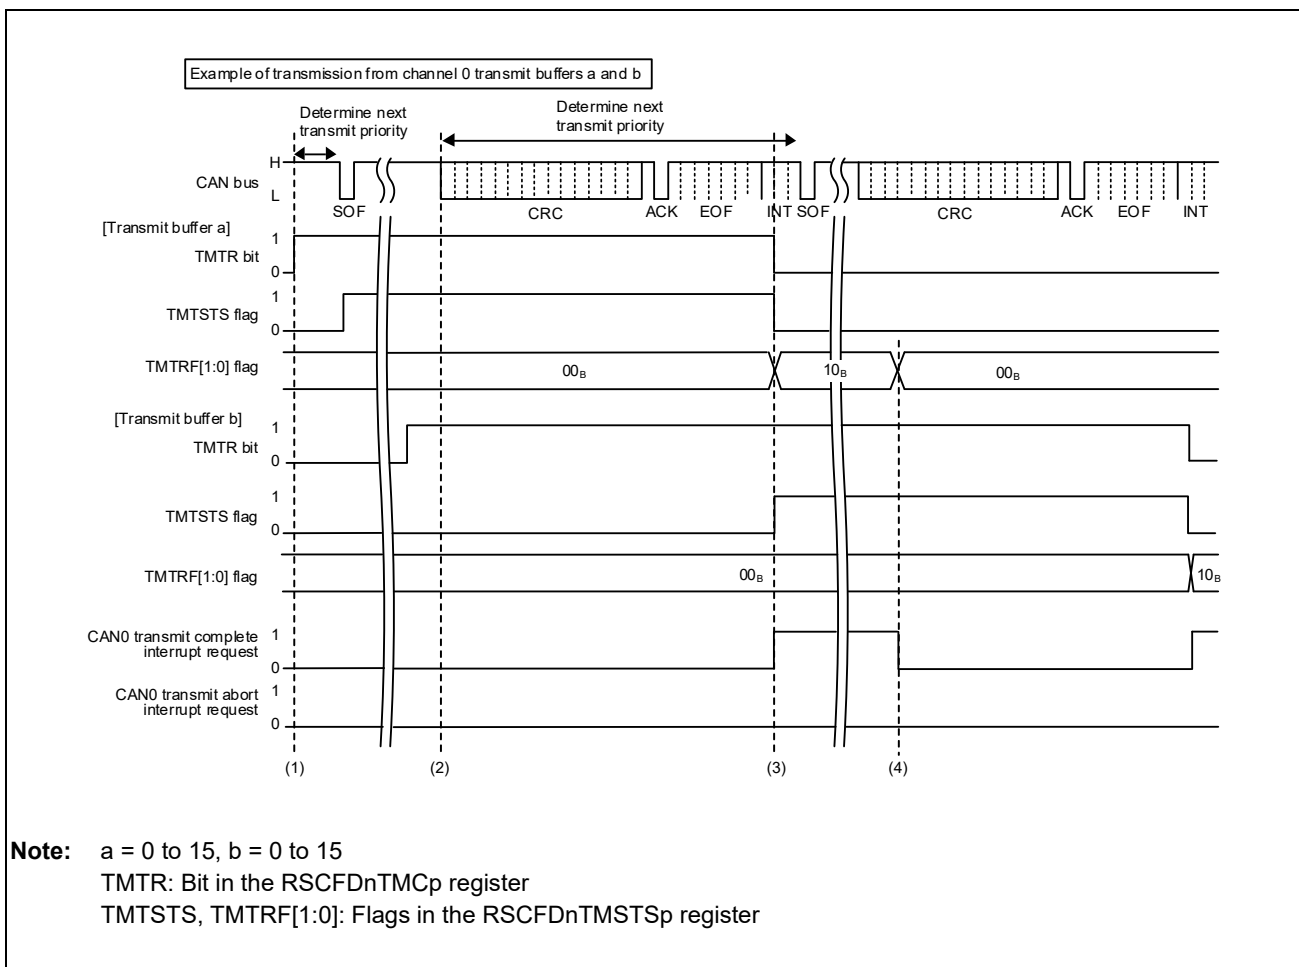 Example of transmission from channel 0 transmit buffers a and b
Determine next
transmit priority
Determine next
transmit priority
H
CAN bus
L
SOF
CRC
ACK
EOF
INT
SOF
CRC
ACK
EOF
INT
[Transmit buffer a]
1
TMTR bit
0
1
TMTSTS flag
0
TMTRF[1:0] flag
00B
10B
00B
[Transmit buffer b]
1
TMTR bit
0
1
TMTSTS flag
0
TMTRF[1:0] flag
00B
10B
CAN0 transmit complete
interrupt request
1
0
CAN0 transmit abort
interrupt request
1
0
(1)
(2)
(3)
(4)
Note: a = 0 to 15, b = 0 to 15
TMTR: Bit in the RSCFDnTMCp register
TMTSTS, TMTRF[1:0]: Flags in the RSCFDnTMSTSp register